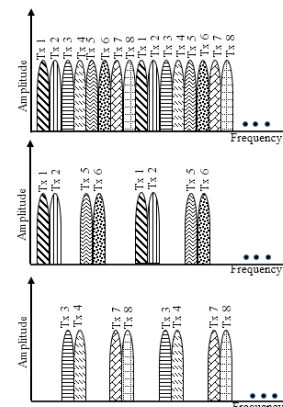 Amplitude
Tx 1 Tx 2 Tx 3 Tx 4 Tx 5 Tx 6 Tx 7 Tx 8 Tx 1 Tx 2 Tx 3 Tx 4 Tx 5 Tx 6 Tx 7 Tx 8
Frequency
Amplitude
Tx 1 Tx 2 Tx 5 Tx 6 Tx 1 Tx 2 Tx 5 Tx 6
Frequency
Amplitude
Tx 3 Tx 4 Tx 7 Tx 8 Tx 3 Tx 4 Tx 7 Tx 8
Frequency